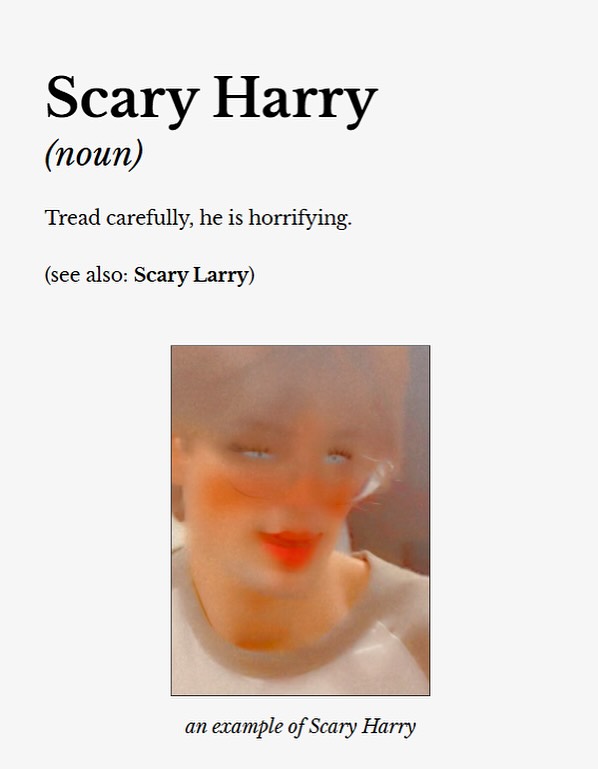 Scary Harry
(noun)
Tread carefully, he is horrifying.
(see also: Scary Larry)
an example of Scary Harry